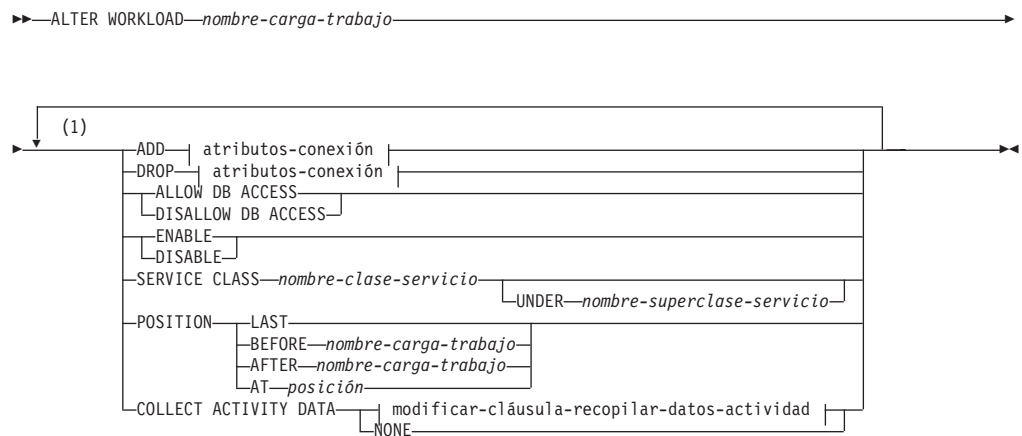 ALTER WORKLOAD nombre-carga-trabajo
(1)
ADD atributos-conexión
DROP atributos-conexión
ALLOW DB ACCESS
DISALLOW DB ACCESS
ENABLE
DISABLE
SERVICE CLASS nombre-clase-servicio
UNDER nombre-superclase-servicio
POSITION LAST
BEFORE nombre-carga-trabajo
AFTER nombre-carga-trabajo
AT posición
COLLECT ACTIVITY DATA modificar-cláusula-recopilar-datos-actividad
NONE